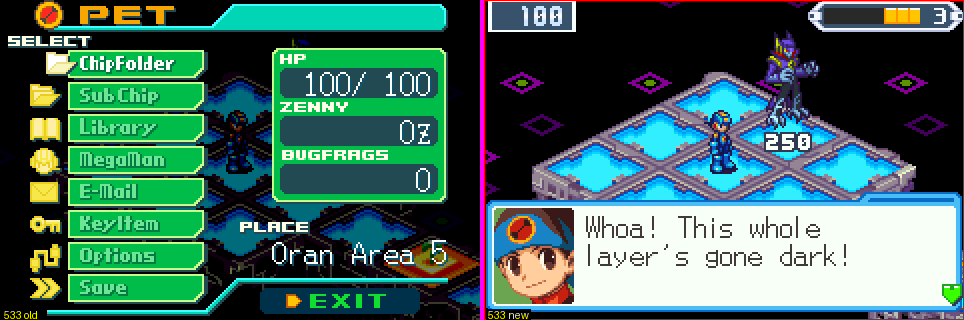 PET
SELECT
ChipFolder
SubChip
Library
MegaMan
E-Mail
KeyItem
Options
Save
HP
100/ 100
ZENNY
0z
BUGFRAGS
0
PLACE
Oran Area 5
EXIT
533 old
100
3
250
Whoa! This whole
layer's gone dark!
533 new